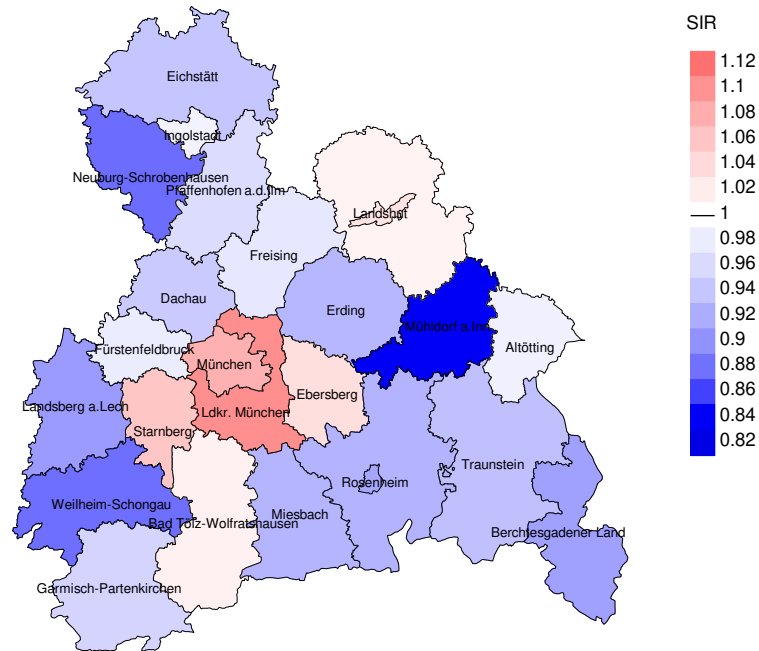 SIR
1.12
1.1
1.08
1.06
1.04
1.02
1
0.98
0.96
0.94
0.92
0.9
0.88
0.86
0.84
0.82
Eichstätt
Ingolstadt
Neuburg-Schrobenhausen
Pfaffenhofen a.d.Ilm
Landshut
Freising
Dachau
Erding
Mühldorf a.Inn
Fürstenfeldbruck
Altötting
München
Ebersberg
Landsberg a.Lech
Ldkr. München
Starnberg
Traunstein
Rosenheim
Weilheim-Schongau
Miesbach
Bad Tölz-Wolfratshausen
Berchtesgadener Land
Garmisch-Partenkirchen